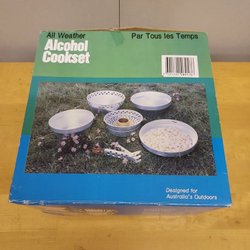 All Weather
Alcohol
Cookset
Par Tous les Temps
Designed for
Australia's Outdoors